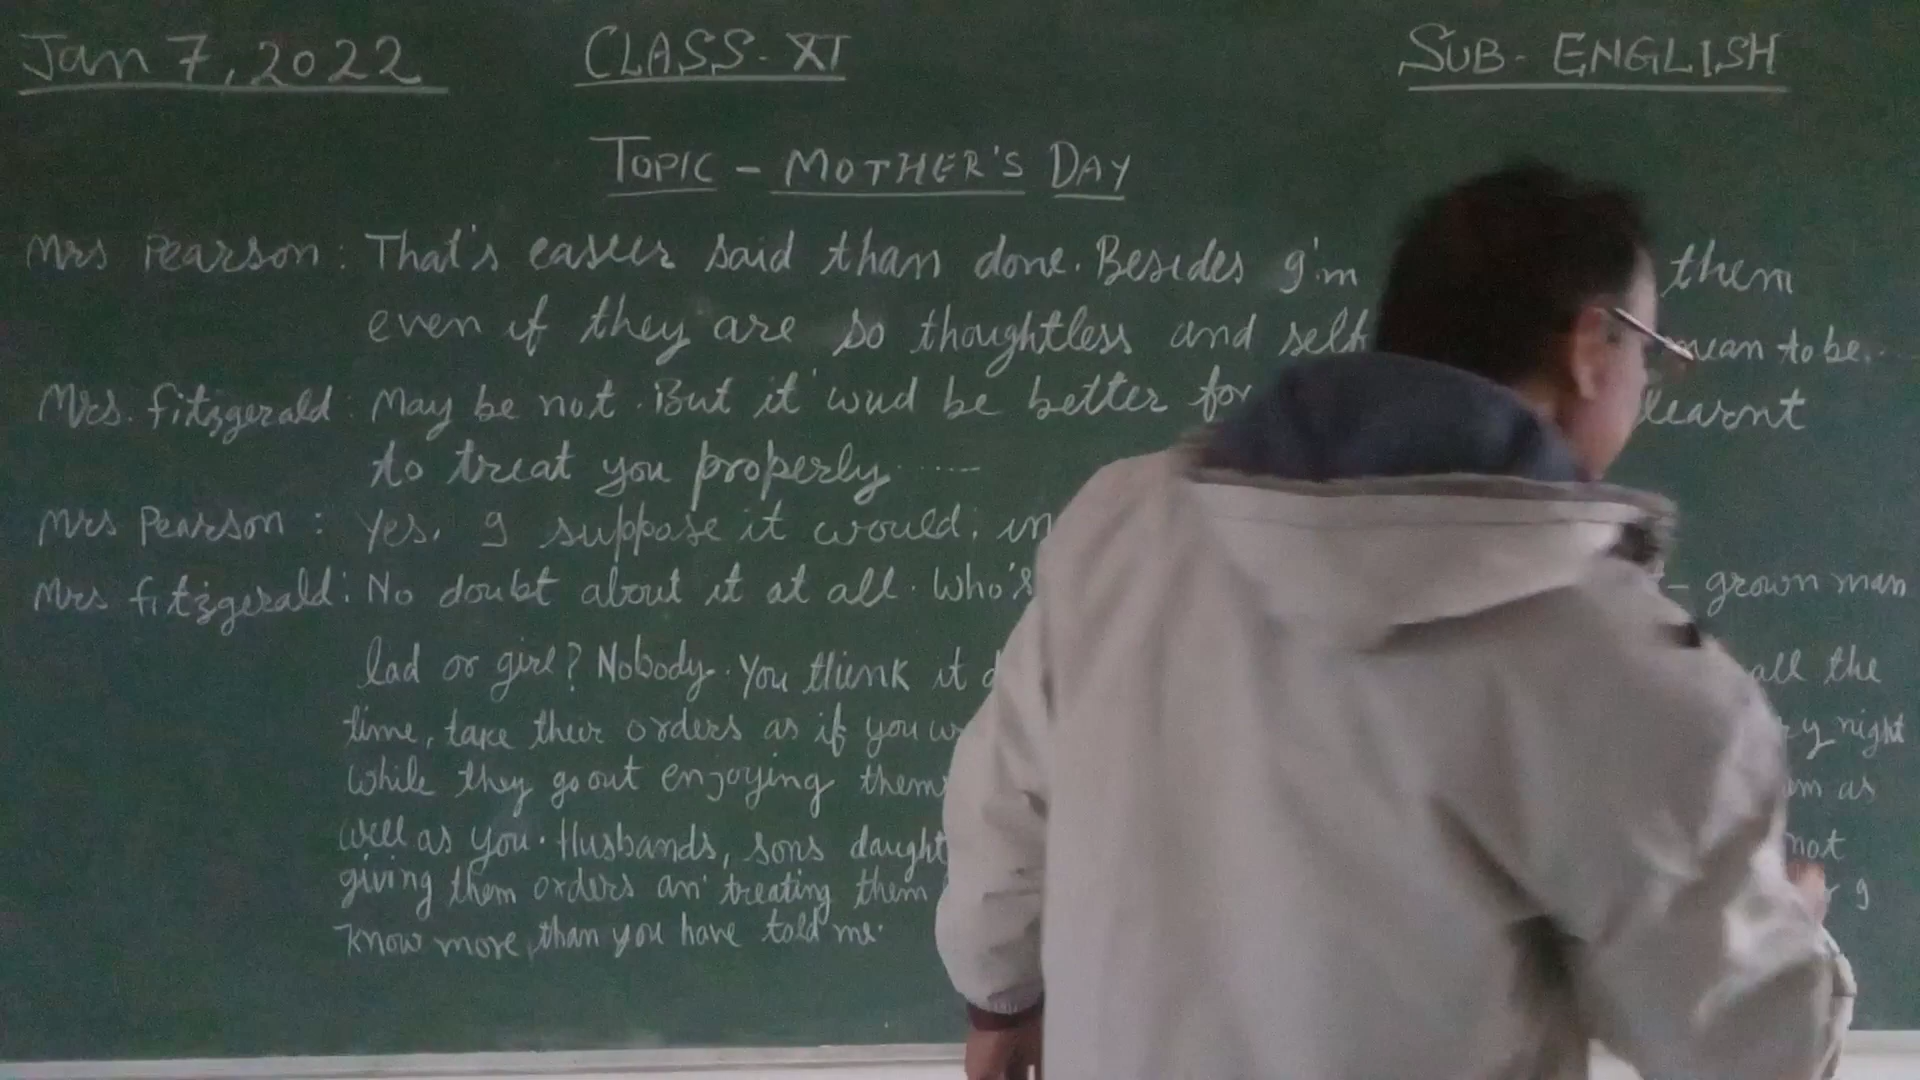 Jan 7, 2022 CLASS-XI SUB- ENGLISH
TOPIC - MOTHER'S DAY
Mrs Pearson: That's easier said than done. Besides I'm them
even if they are so thoughtless and self mean to be.....
Mrs. Fitzgerald: May be not. But it wud be better for learnt
to treat you properly........
Mrs Pearson: Yes, I suppose it would, in
Mrs Fitzgerald: No doubt about it at all. Who's - grown man
lad or girl? Nobody. You think it all the
time, take their orders as if you night
while they go out enjoying them as
well as you. Husbands, sons daught not
giving them orders an' treating them I
know more than you have told me.